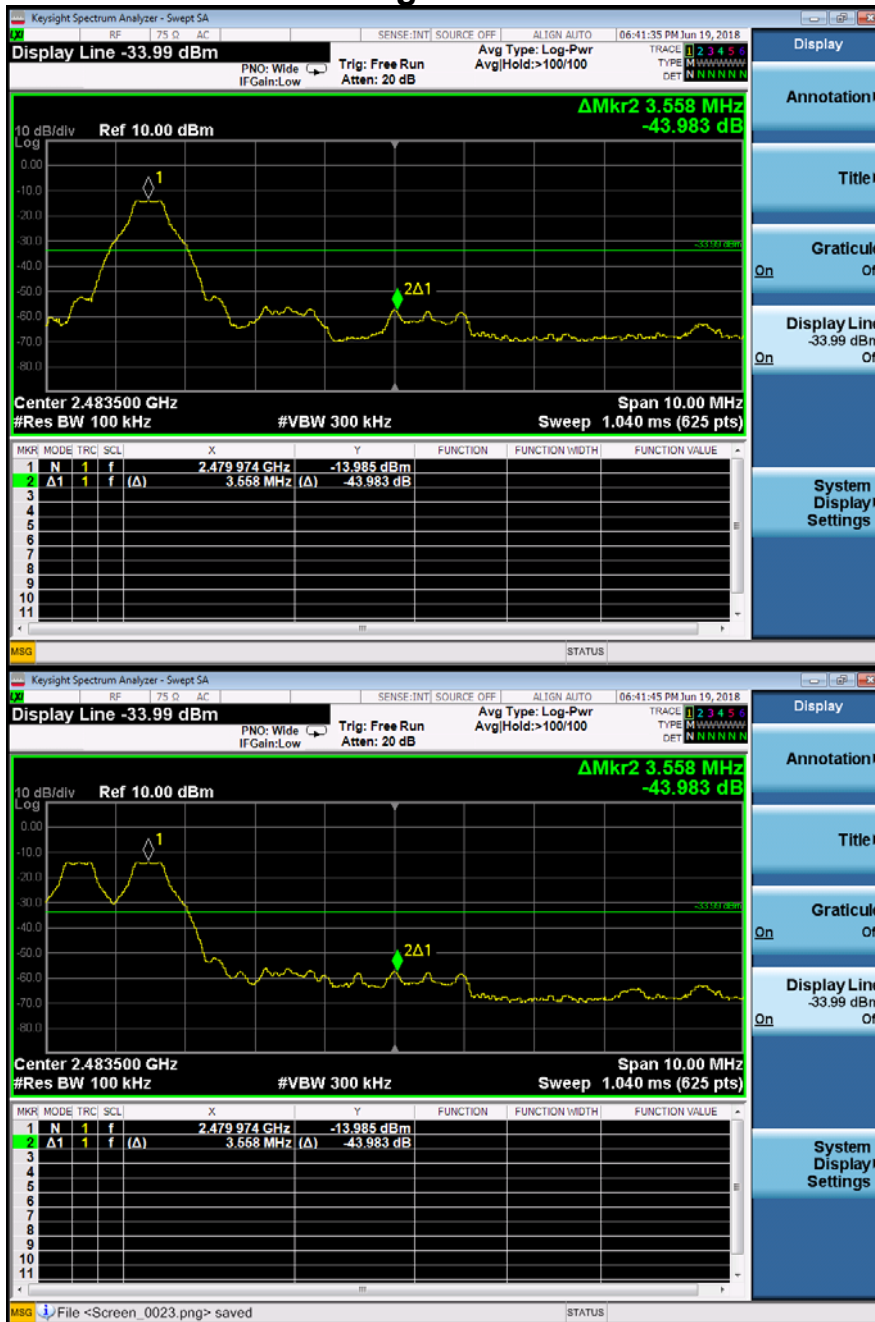 Keysight Spectrum Analyzer - Swept SA
LXI RF 75 Ω AC SENSE:INT SOURCE OFF ALIGN AUTO 06:41:35 PM Jun 19, 2018
Display Line -33.99 dBm
PNO: Wide
IFGain:Low
Trig: Free Run
Atten: 20 dB
Avg Type: Log-Pwr
Avg|Hold:>100/100
TRACE 1 2 3 4 5 6
TYPE M W W W W W
DET N N N N N N
ΔMkr2 3.558 MHz
-43.983 dB
10 dB/div Ref 10.00 dBm
Log
0.00
-10.0
-20.0
-30.0
-40.0
-50.0
-60.0
-70.0
-80.0
1
-33.99 dBm
2Δ1
Center 2.483500 GHz Span 10.00 MHz
#Res BW 100 kHz #VBW 300 kHz Sweep 1.040 ms (625 pts)
MKR MODE TRC SCL X Y FUNCTION FUNCTION WIDTH FUNCTION VALUE
1 N 1 f 2.479 974 GHz -13.985 dBm
2 Δ1 1 f (Δ) 3.558 MHz (Δ) -43.983 dB
3
4
5
6
7
8
9
10
11
MSG STATUS
Display
Annotation
Title
Graticule
On Of
Display Line
-33.99 dBm
On Of
System
Display
Settings
Keysight Spectrum Analyzer - Swept SA
LXI RF 75 Ω AC SENSE:INT SOURCE OFF ALIGN AUTO 06:41:45 PM Jun 19, 2018
Display Line -33.99 dBm
PNO: Wide
IFGain:Low
Trig: Free Run
Atten: 20 dB
Avg Type: Log-Pwr
Avg|Hold:>100/100
TRACE 1 2 3 4 5 6
TYPE M W W W W W
DET N N N N N N
ΔMkr2 3.558 MHz
-43.983 dB
10 dB/div Ref 10.00 dBm
Log
0.00
-10.0
-20.0
-30.0
-40.0
-50.0
-60.0
-70.0
-80.0
1
-33.99 dBm
2Δ1
Center 2.483500 GHz Span 10.00 MHz
#Res BW 100 kHz #VBW 300 kHz Sweep 1.040 ms (625 pts)
MKR MODE TRC SCL X Y FUNCTION FUNCTION WIDTH FUNCTION VALUE
1 N 1 f 2.479 974 GHz -13.985 dBm
2 Δ1 1 f (Δ) 3.558 MHz (Δ) -43.983 dB
3
4
5
6
7
8
9
10
11
MSG File <Screen_0023.png> saved STATUS
Display
Annotation
Title
Graticule
On Of
Display Line
-33.99 dBm
On Of
System
Display
Settings